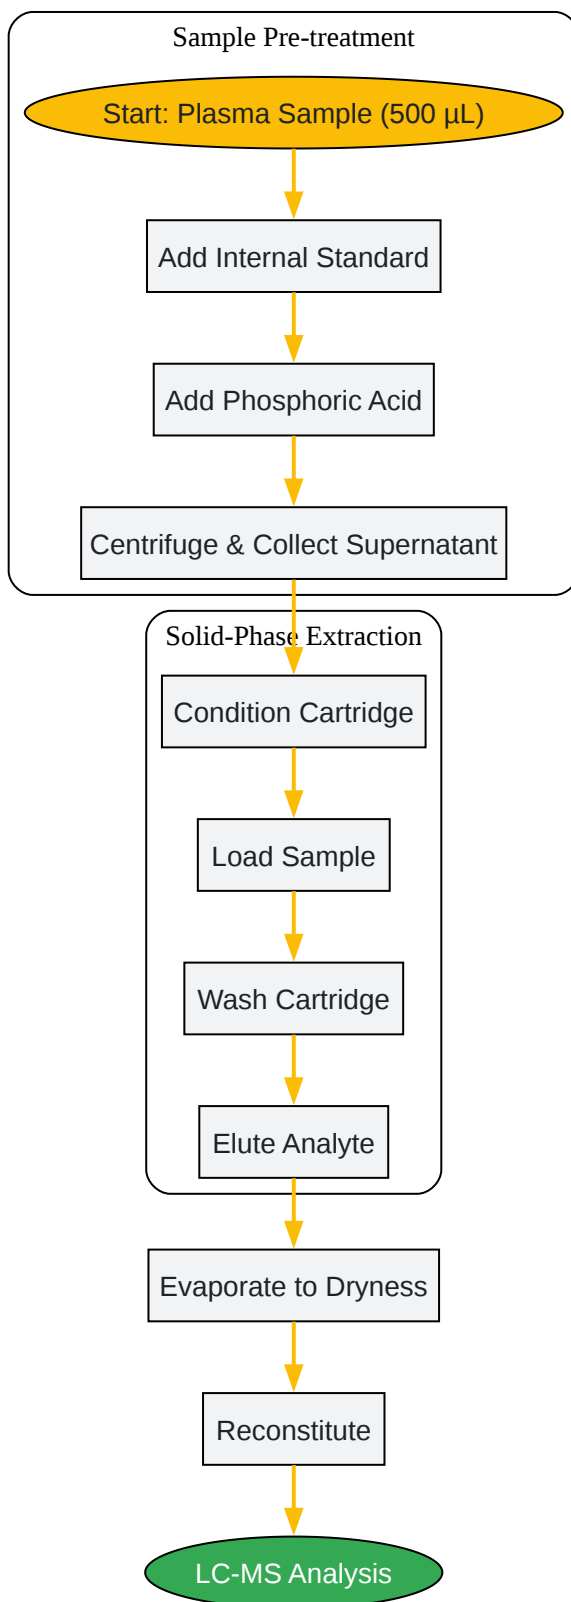 Sample Pre-treatment
Start: Plasma Sample (500 µL)
Add Internal Standard
Add Phosphoric Acid
Centrifuge & Collect Supernatant
Solid-Phase Extraction
Condition Cartridge
Load Sample
Wash Cartridge
Elute Analyte
Evaporate to Dryness
Reconstitute
LC-MS Analysis